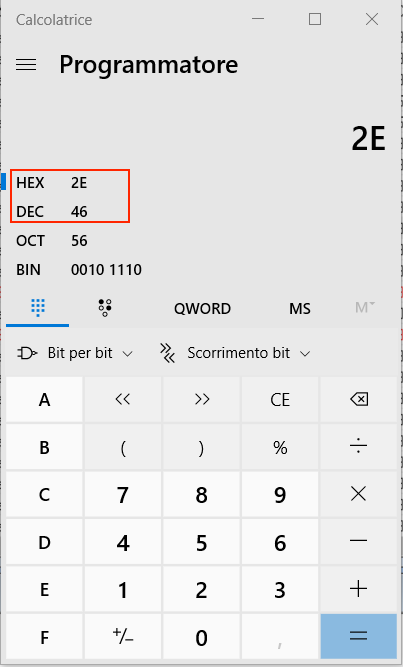 Calcolatrice
Programmatore
2E
HEX 2E
DEC 46
OCT 56
BIN 0010 1110
QWORD MS M
Bit per bit Scorrimento bit
A << >> CE
B ( ) % ÷
C 7 8 9 ×
D 4 5 6 −
E 1 2 3 +
F +/− 0 , =